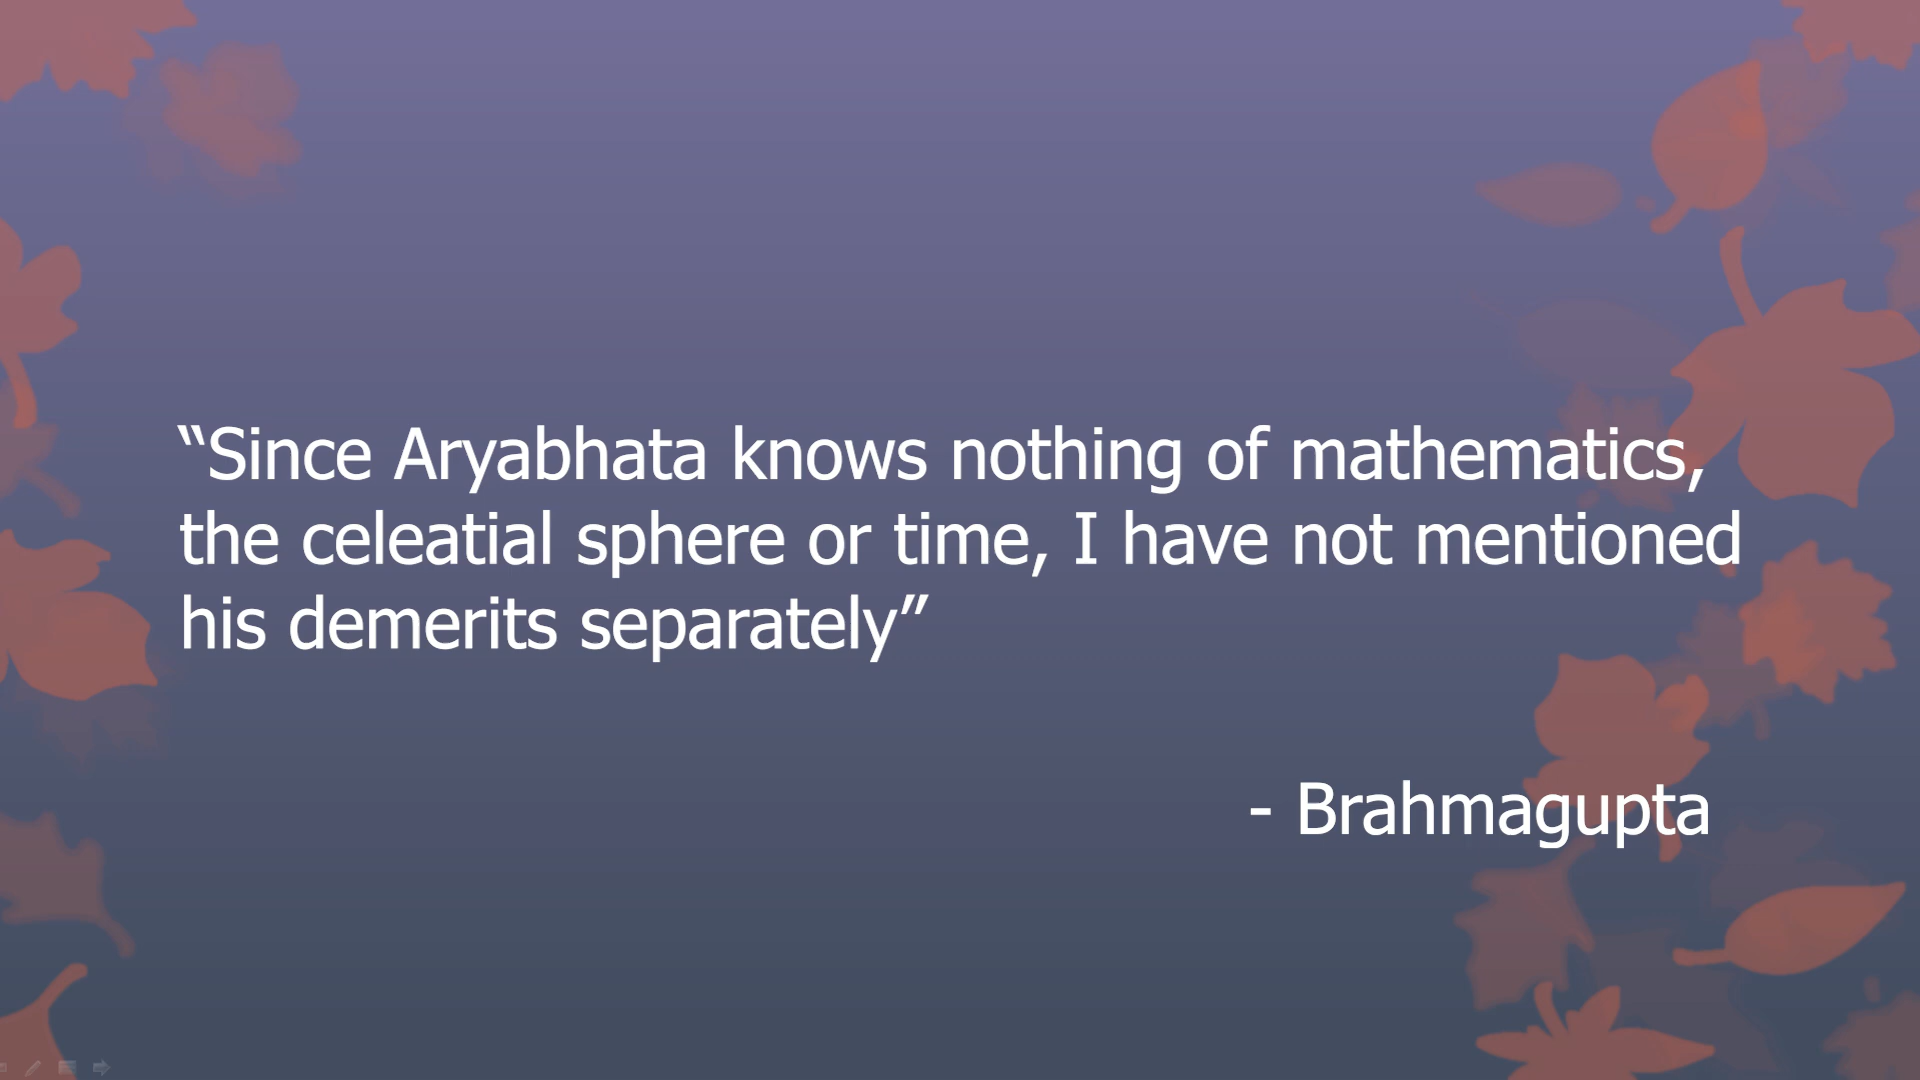 “Since Aryabhata knows nothing of mathematics,
the celeatial sphere or time, I have not mentioned
his demerits separately”
- Brahmagupta